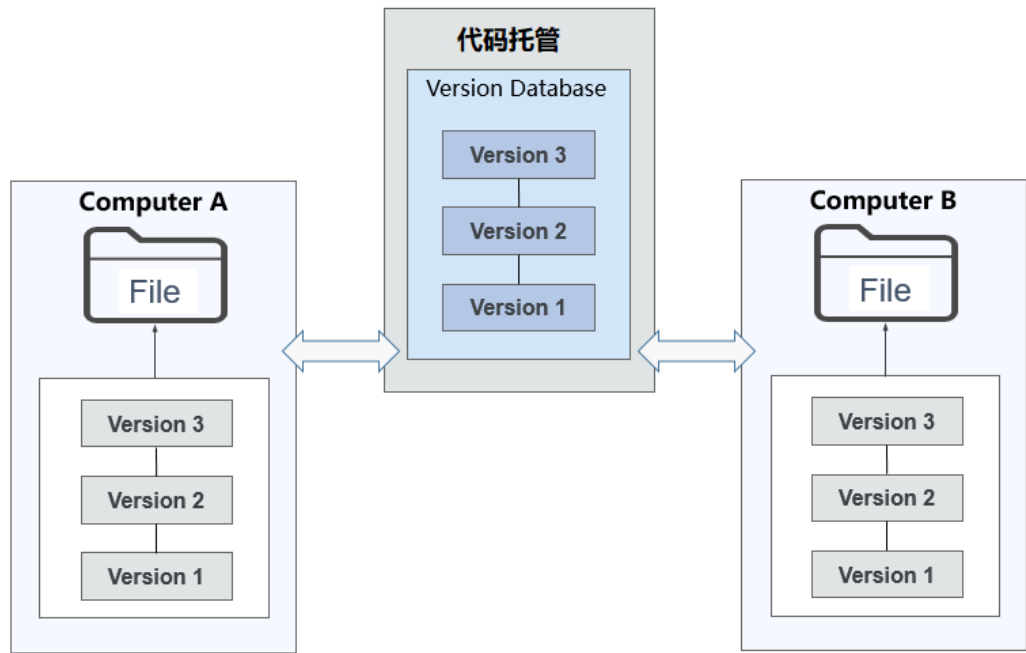 代码托管
Version Database
Version 3
Version 2
Version 1
Computer A
File
Version 3
Version 2
Version 1
Computer B
File
Version 3
Version 2
Version 1